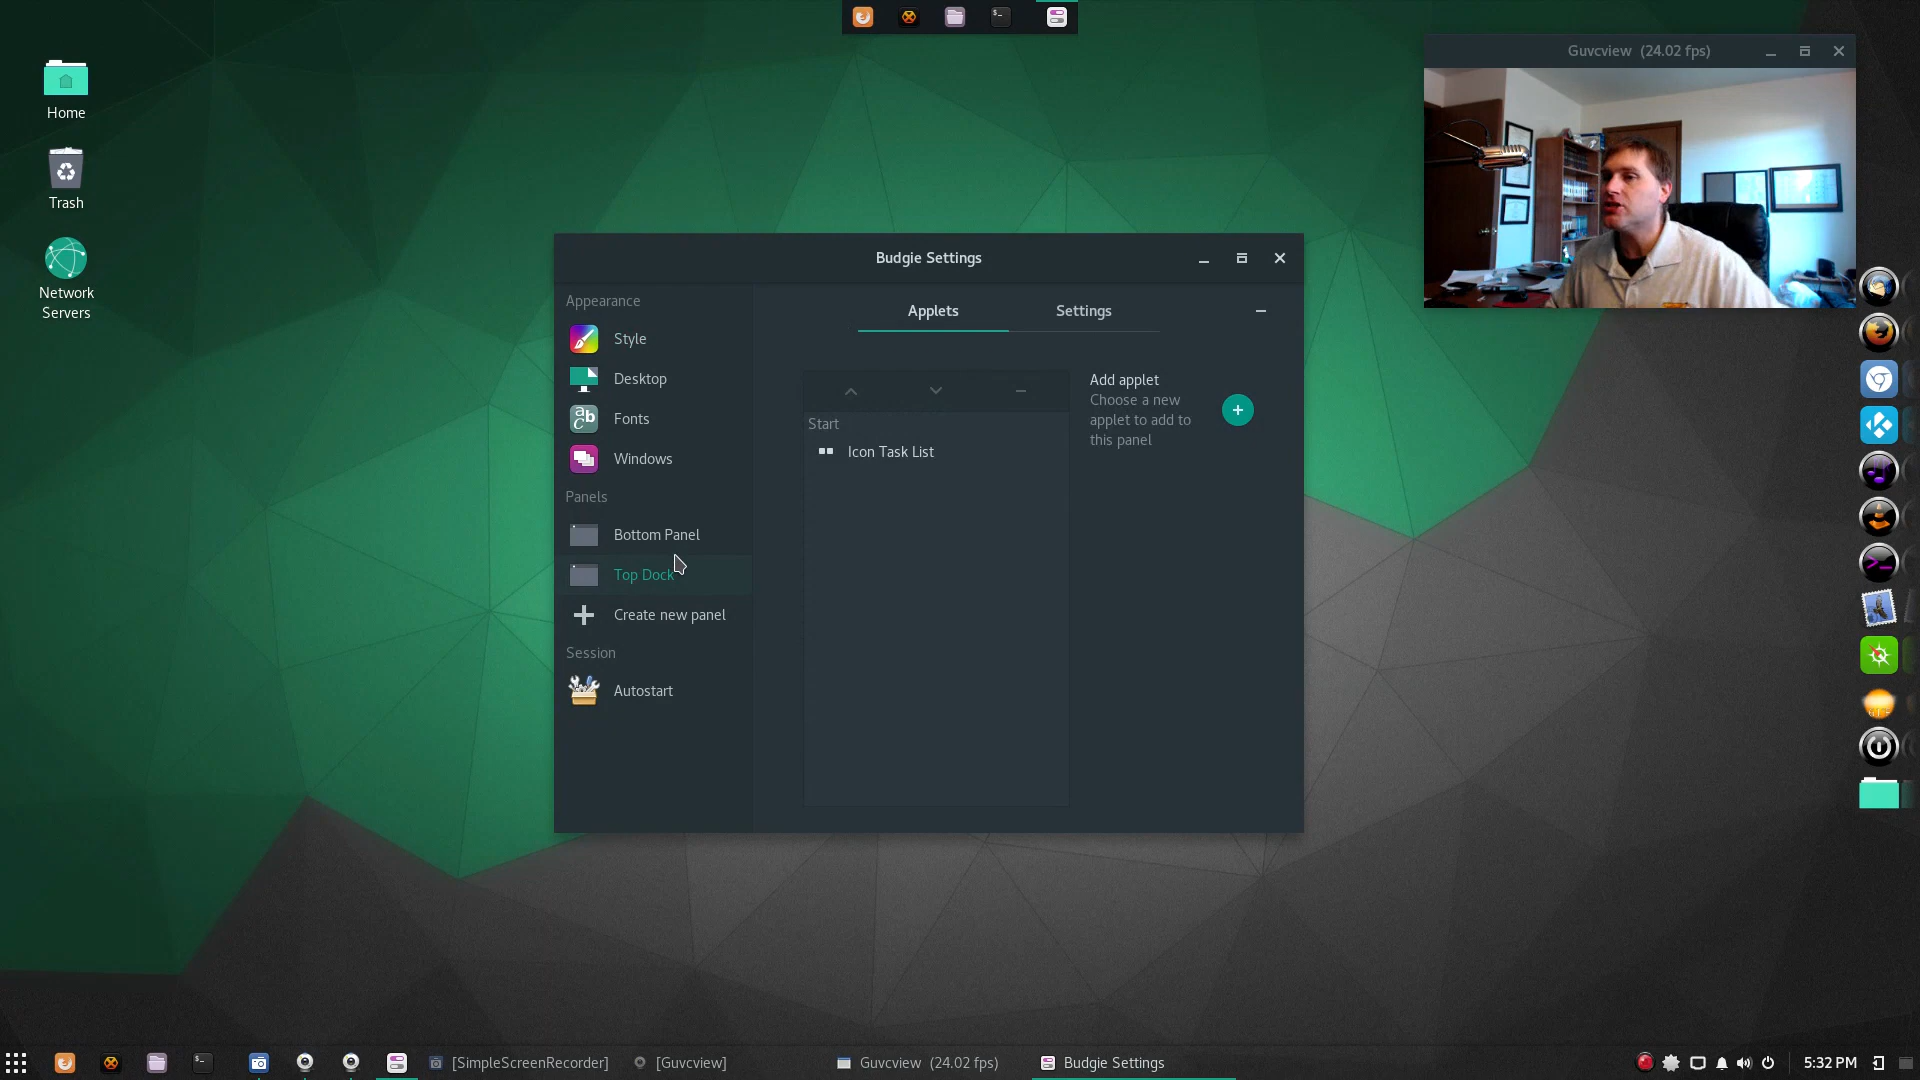 Guvcview (24.02 fps)
Home
Trash
Network
Servers
Budgie Settings
Appearance
Style
Desktop
Fonts
Windows
Panels
Bottom Panel
Top Dock
Create new panel
Session
Autostart
Applets
Settings
Start
Icon Task List
Add applet
Choose a new
applet to add to
this panel
[SimpleScreenRecorder]
[Guvcview]
Guvcview (24.02 fps)
Budgie Settings
5:32 PM